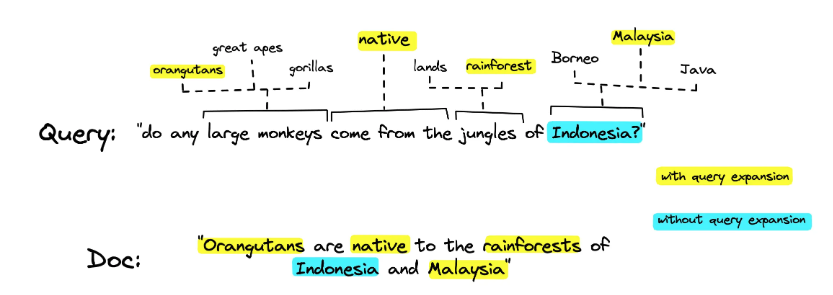 native
Malaysia
great apes
orangutans
gorillas
lands
rainforest
Borneo
Java
Query: "do any large monkeys come from the jungles of Indonesia?"
with query expansion
without query expansion
Doc: "Orangutans are native to the rainforests of
Indonesia and Malaysia"